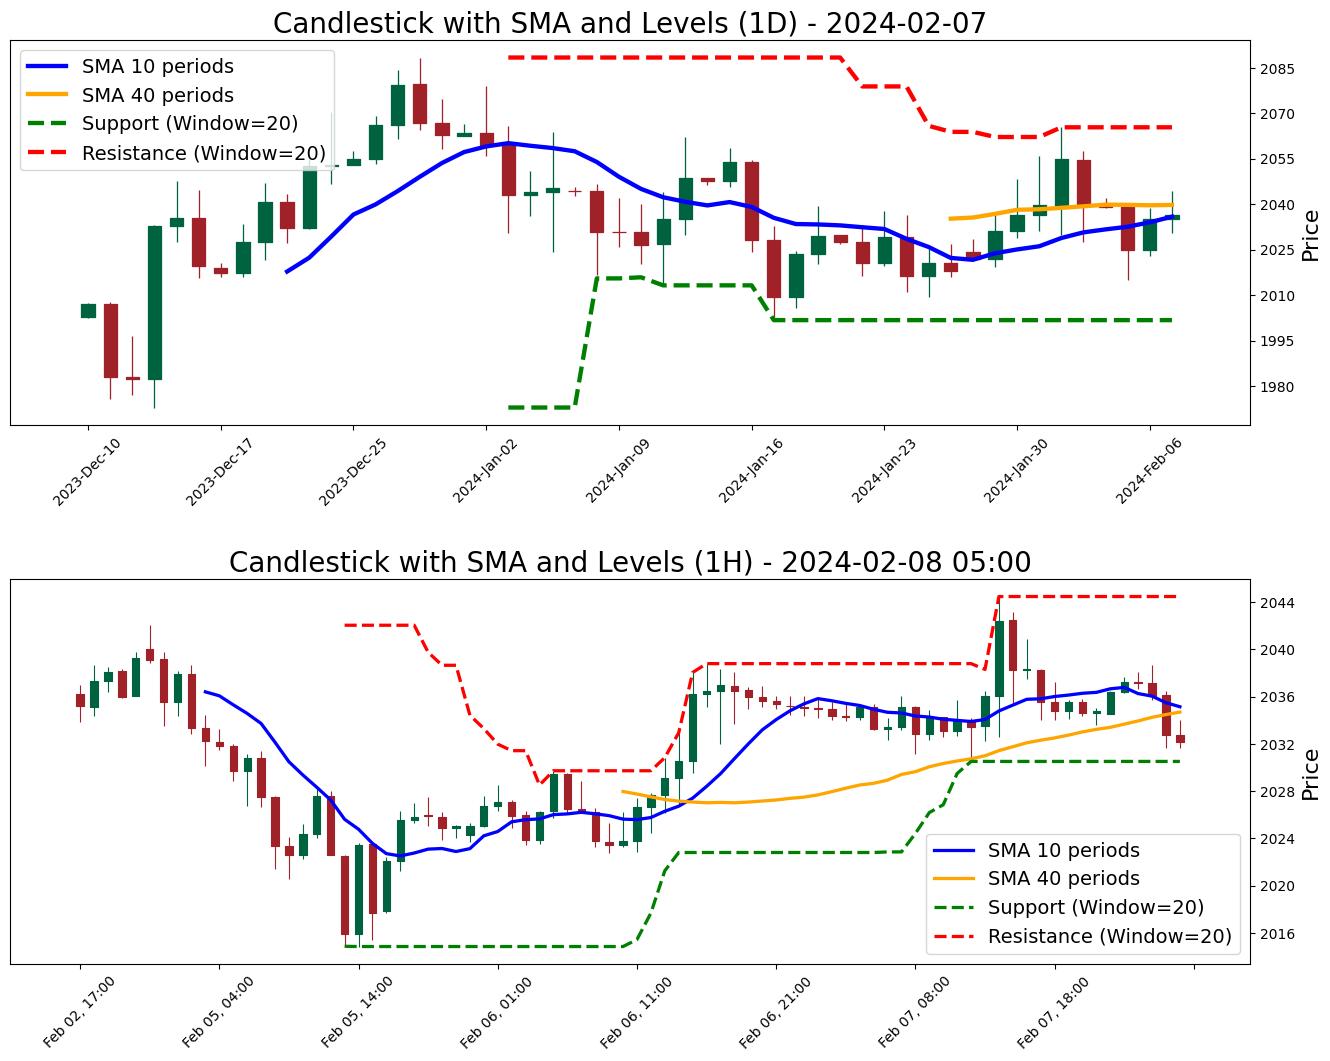 Candlestick with SMA and Levels (1D) - 2024-02-07
SMA 10 periods
SMA 40 periods
Support (Window=20)
Resistance (Window=20)
2085
2070
2055
2040
2025
2010
1995
1980
Price
2023-Dec-10
2023-Dec-17
2023-Dec-25
2024-Jan-02
2024-Jan-09
2024-Jan-16
2024-Jan-23
2024-Jan-30
2024-Feb-06
Candlestick with SMA and Levels (1H) - 2024-02-08 05:00
2044
2040
2036
2032
2028
2024
2020
2016
Price
SMA 10 periods
SMA 40 periods
Support (Window=20)
Resistance (Window=20)
Feb 02, 17:00
Feb 05, 04:00
Feb 05, 14:00
Feb 06, 01:00
Feb 06, 11:00
Feb 06, 21:00
Feb 07, 08:00
Feb 07, 18:00